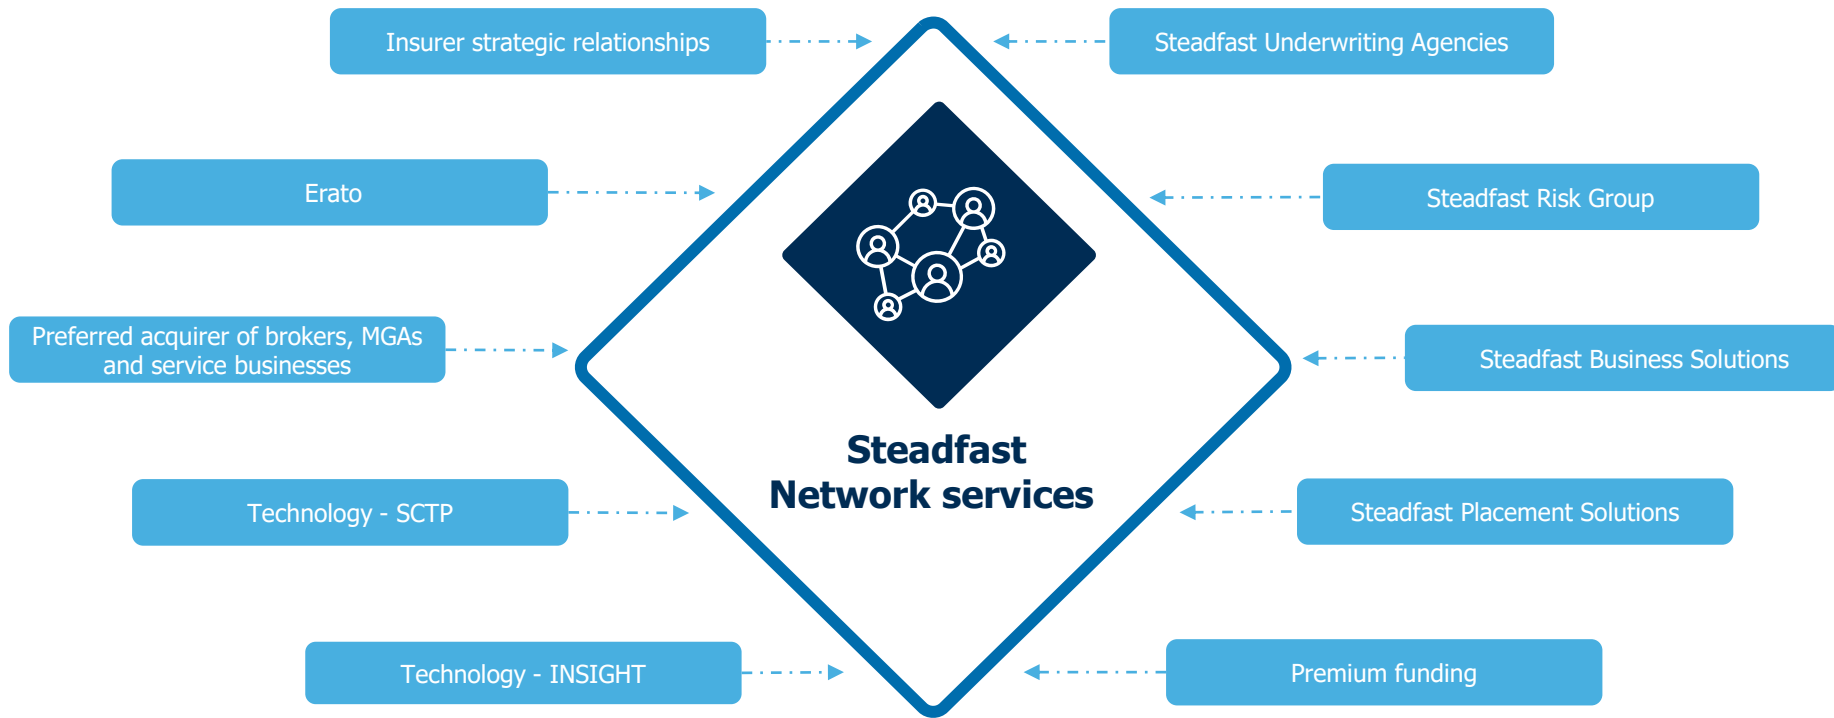 Insurer strategic relationships
Steadfast Underwriting Agencies
Erato
Steadfast Risk Group
Preferred acquirer of brokers, MGAs
and service businesses
Steadfast Business Solutions
Steadfast
Network services
Technology - SCTP
Steadfast Placement Solutions
Technology - INSIGHT
Premium funding